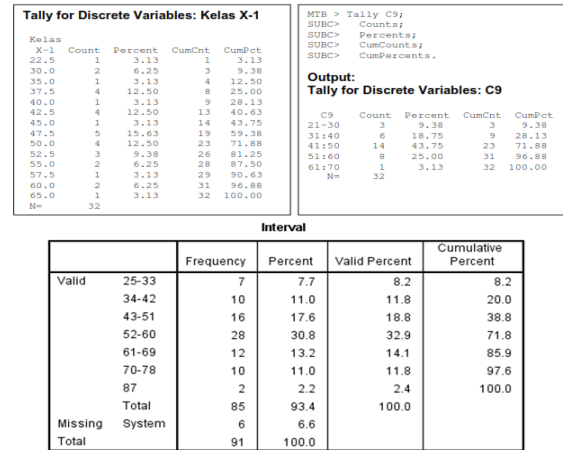 Tally for Discrete Variables: Kelas X-1
Kelas
X-1 Count Percent CumCnt CumPct
22.5 1 3.13 1 3.13
30.0 2 6.25 3 9.38
35.0 1 3.13 4 12.50
37.5 4 12.50 8 25.00
40.0 1 3.13 9 28.13
42.5 4 12.50 13 40.63
45.0 1 3.13 14 43.75
47.5 5 15.63 19 59.38
50.0 4 12.50 23 71.88
52.5 3 9.38 26 81.25
55.0 2 6.25 28 87.50
57.5 1 3.13 29 90.63
60.0 2 6.25 31 96.88
65.0 1 3.13 32 100.00
N= 32
MTB > Tally C9;
SUBC> Counts;
SUBC> Percents;
SUBC> CumCounts;
SUBC> CumPercents.
Output:
Tally for Discrete Variables: C9
C9 Count Percent CumCnt CumPct
21-30 3 9.38 3 9.38
31:40 6 18.75 9 28.13
41:50 14 43.75 23 71.88
51:60 8 25.00 31 96.88
61:70 1 3.13 32 100.00
N= 32
Interval
Frequency Percent Valid Percent Cumulative Percent
Valid 25-33 7 7.7 8.2 8.2
34-42 10 11.0 11.8 20.0
43-51 16 17.6 18.8 38.8
52-60 28 30.8 32.9 71.8
61-69 12 13.2 14.1 85.9
70-78 10 11.0 11.8 97.6
87 2 2.2 2.4 100.0
Total 85 93.4 100.0
Missing System 6 6.6
Total 91 100.0